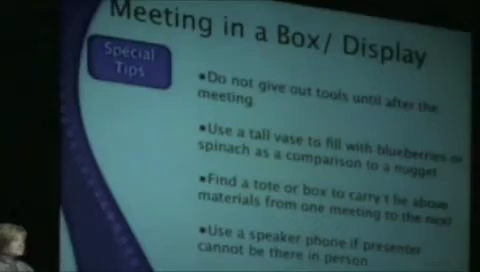 Meeting in a Box/ Display
Special
Tips
•Do not give out tools until after the
meeting
•Use a tall vase to fill with blueberries or
spinach as a comparison to a nugget
•Find a tote or box to carry t he above
materials from one meeting to the next
•Use a speaker phone if presenter
cannot be there in person